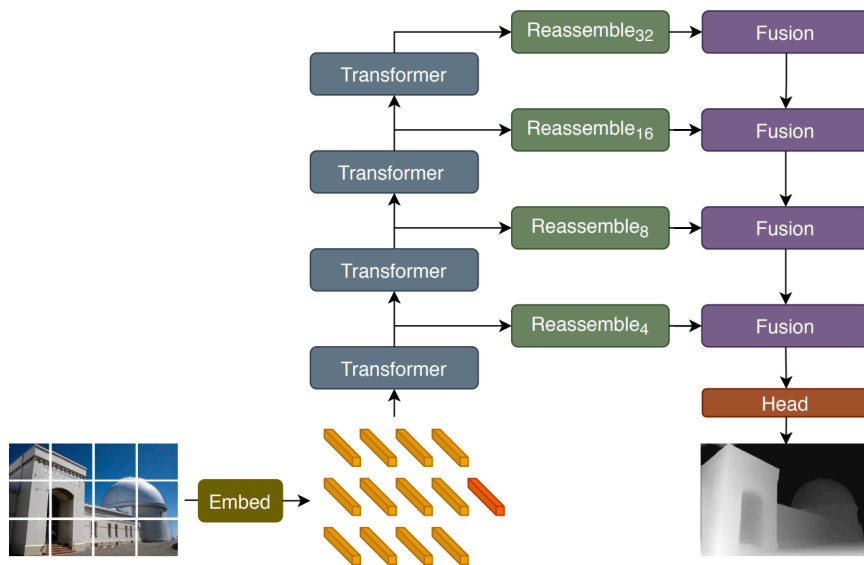 Reassemble32
Fusion
Transformer
Reassemble16
Fusion
Transformer
Reassemble8
Fusion
Transformer
Reassemble4
Fusion
Transformer
Head
Embed